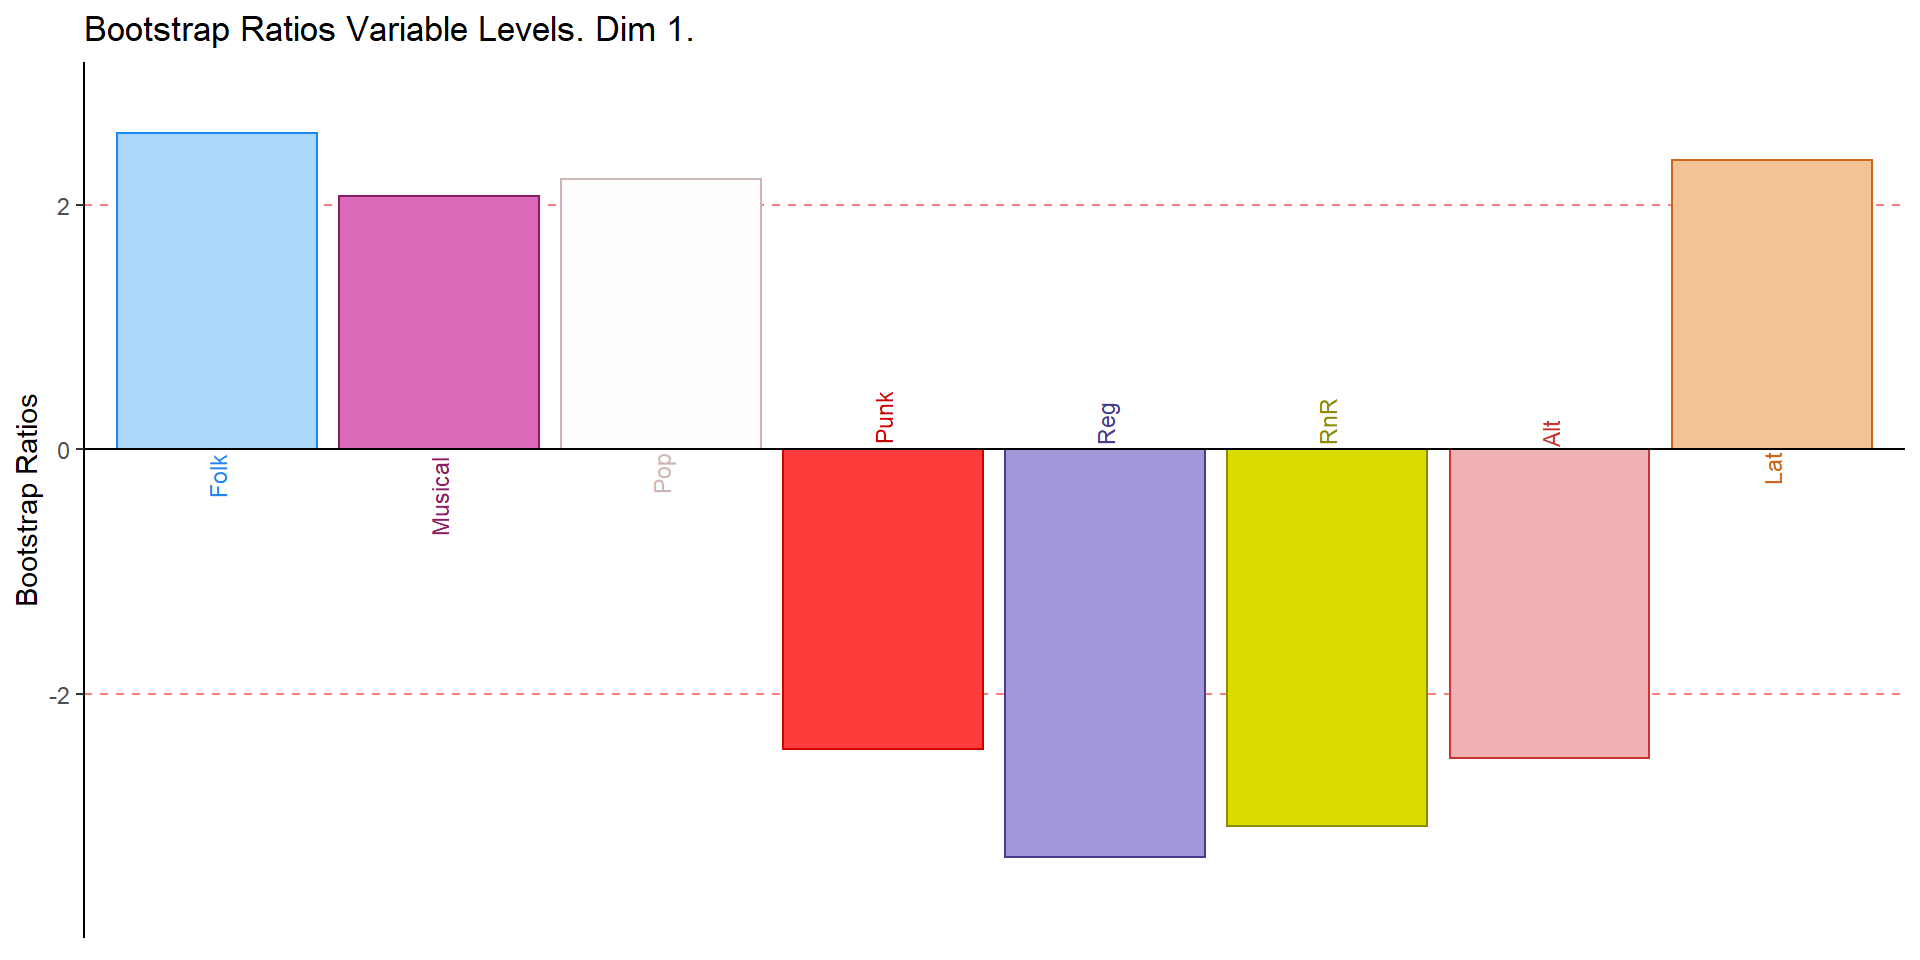 Bootstrap Ratios Variable Levels. Dim 1.
Bootstrap Ratios
2
0
-2
Folk
Musical
Pop
Punk
Reg
RnR
Alt
Lat